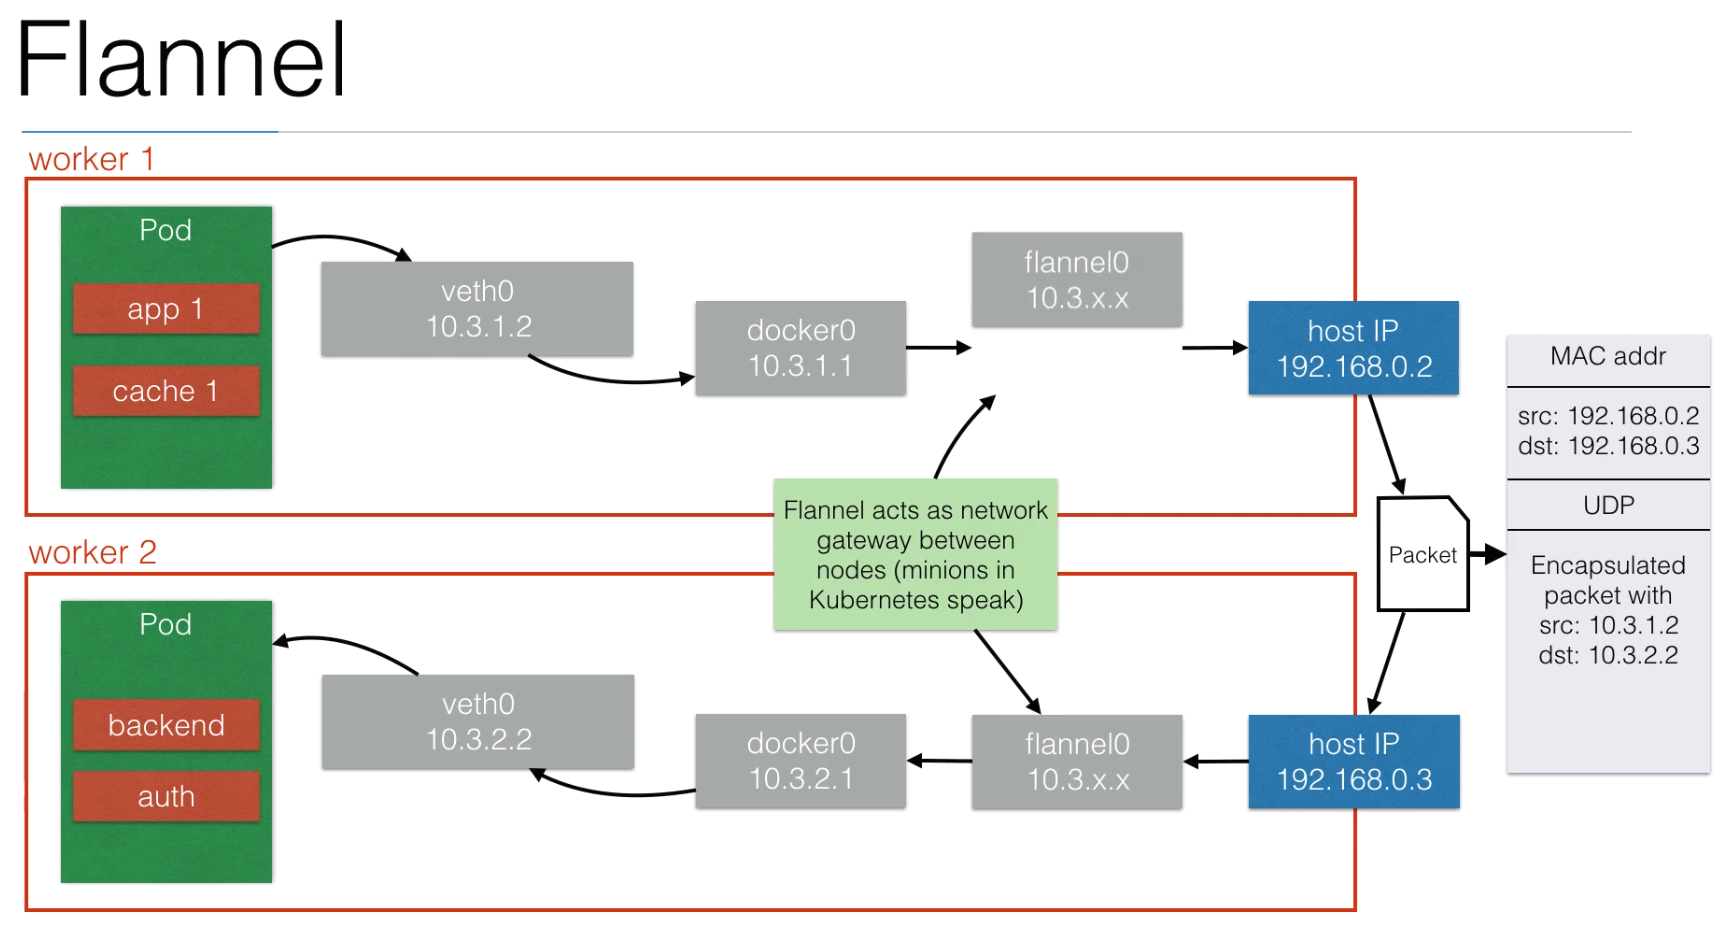 Flannel
worker 1
Pod
app 1
cache 1
veth0
10.3.1.2
docker0
10.3.1.1
flannel0
10.3.x.x
host IP
192.168.0.2
MAC addr
src: 192.168.0.2
dst: 192.168.0.3
UDP
Encapsulated
packet with
src: 10.3.1.2
dst: 10.3.2.2
Packet
Flannel acts as network
gateway between
nodes (minions in
Kubernetes speak)
worker 2
Pod
backend
auth
veth0
10.3.2.2
docker0
10.3.2.1
flannel0
10.3.x.x
host IP
192.168.0.3